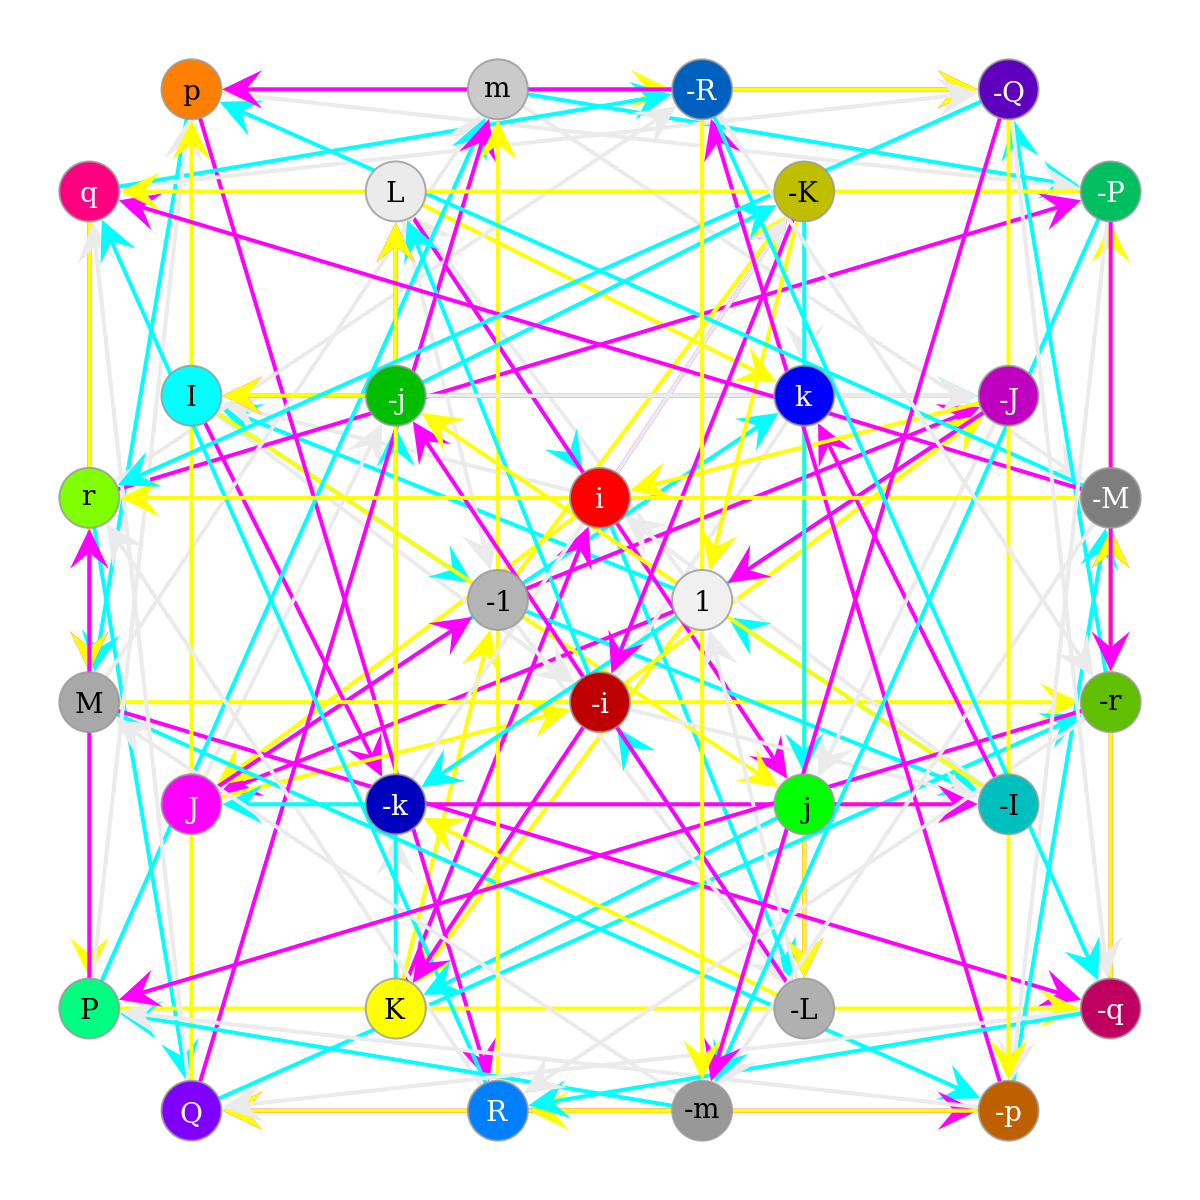 p m -R -Q
q L -K -P
I -j k -J
r i -M
-1 1
M -i -r
J -k j -I
P K -L -q
Q R -m -p